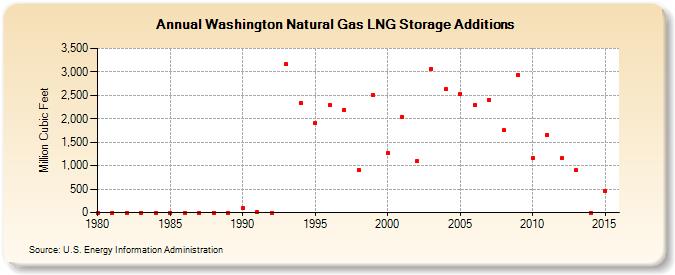 Annual Washington Natural Gas LNG Storage Additions
Million Cubic Feet
3,500
3,000
2,500
2,000
1,500
1,000
500
0
1980 1985 1990 1995 2000 2005 2010 2015
Source: U.S. Energy Information Administration